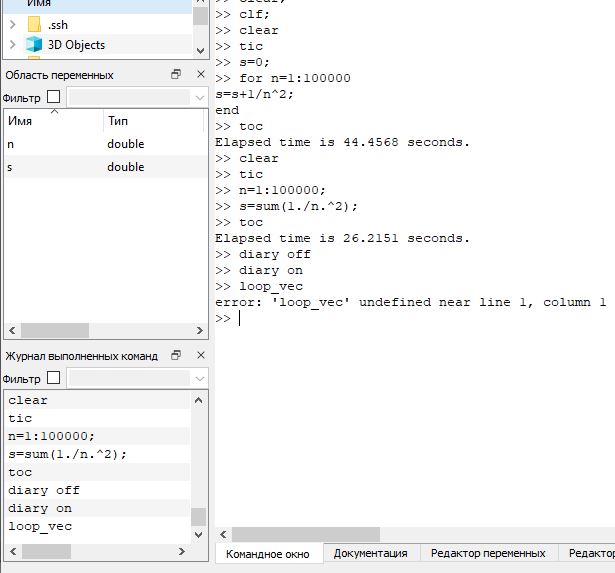 Имя
.ssh
3D Objects
Область переменных
Фильтр
Имя Тип
n double
s double
Журнал выполненных команд
Фильтр
clear
tic
n=1:100000;
s=sum(1./n.^2);
toc
diary off
diary on
loop_vec
>> clear;
>> clf;
>> clear
>> tic
>> s=0;
>> for n=1:100000
s=s+1/n^2;
end
>> toc
Elapsed time is 44.4568 seconds.
>> clear
>> tic
>> n=1:100000;
>> s=sum(1./n.^2);
>> toc
Elapsed time is 26.2151 seconds.
>> diary off
>> diary on
>> loop_vec
error: 'loop_vec' undefined near line 1, column 1
>>
Командное окно Документация Редактор переменных Редактор